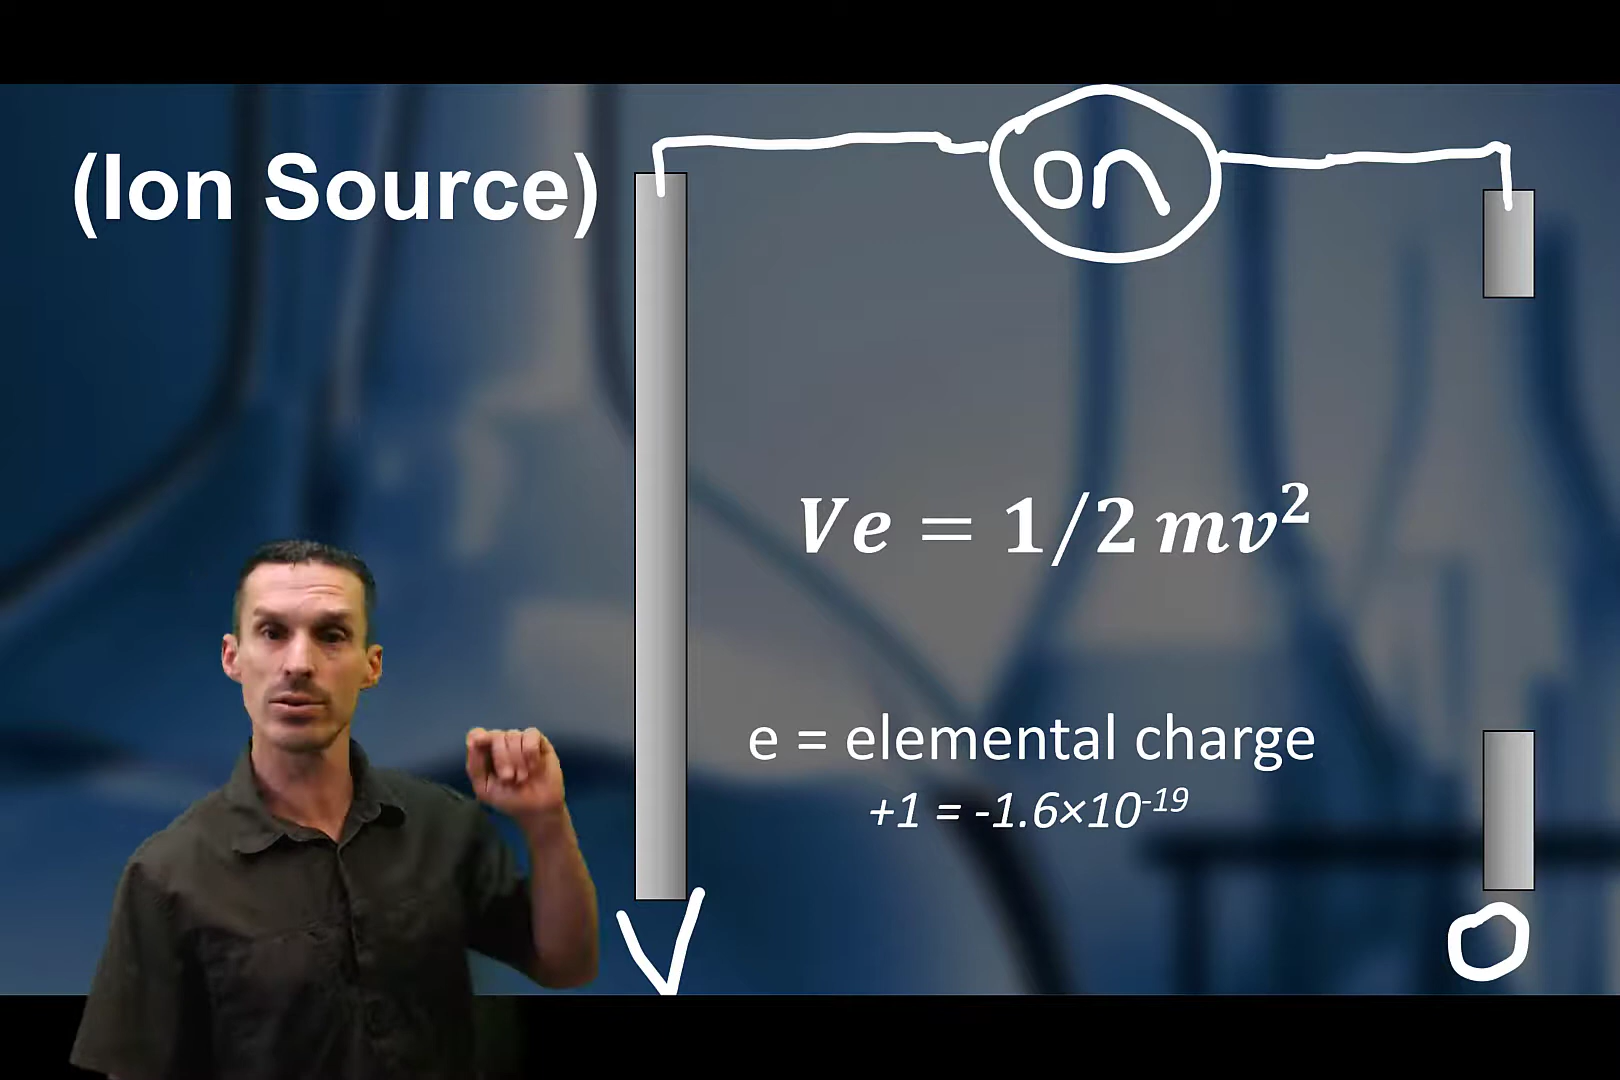 (Ion Source)
on
Ve = 1/2 mv²
e = elemental charge
+1 = -1.6×10⁻¹⁹
V
0